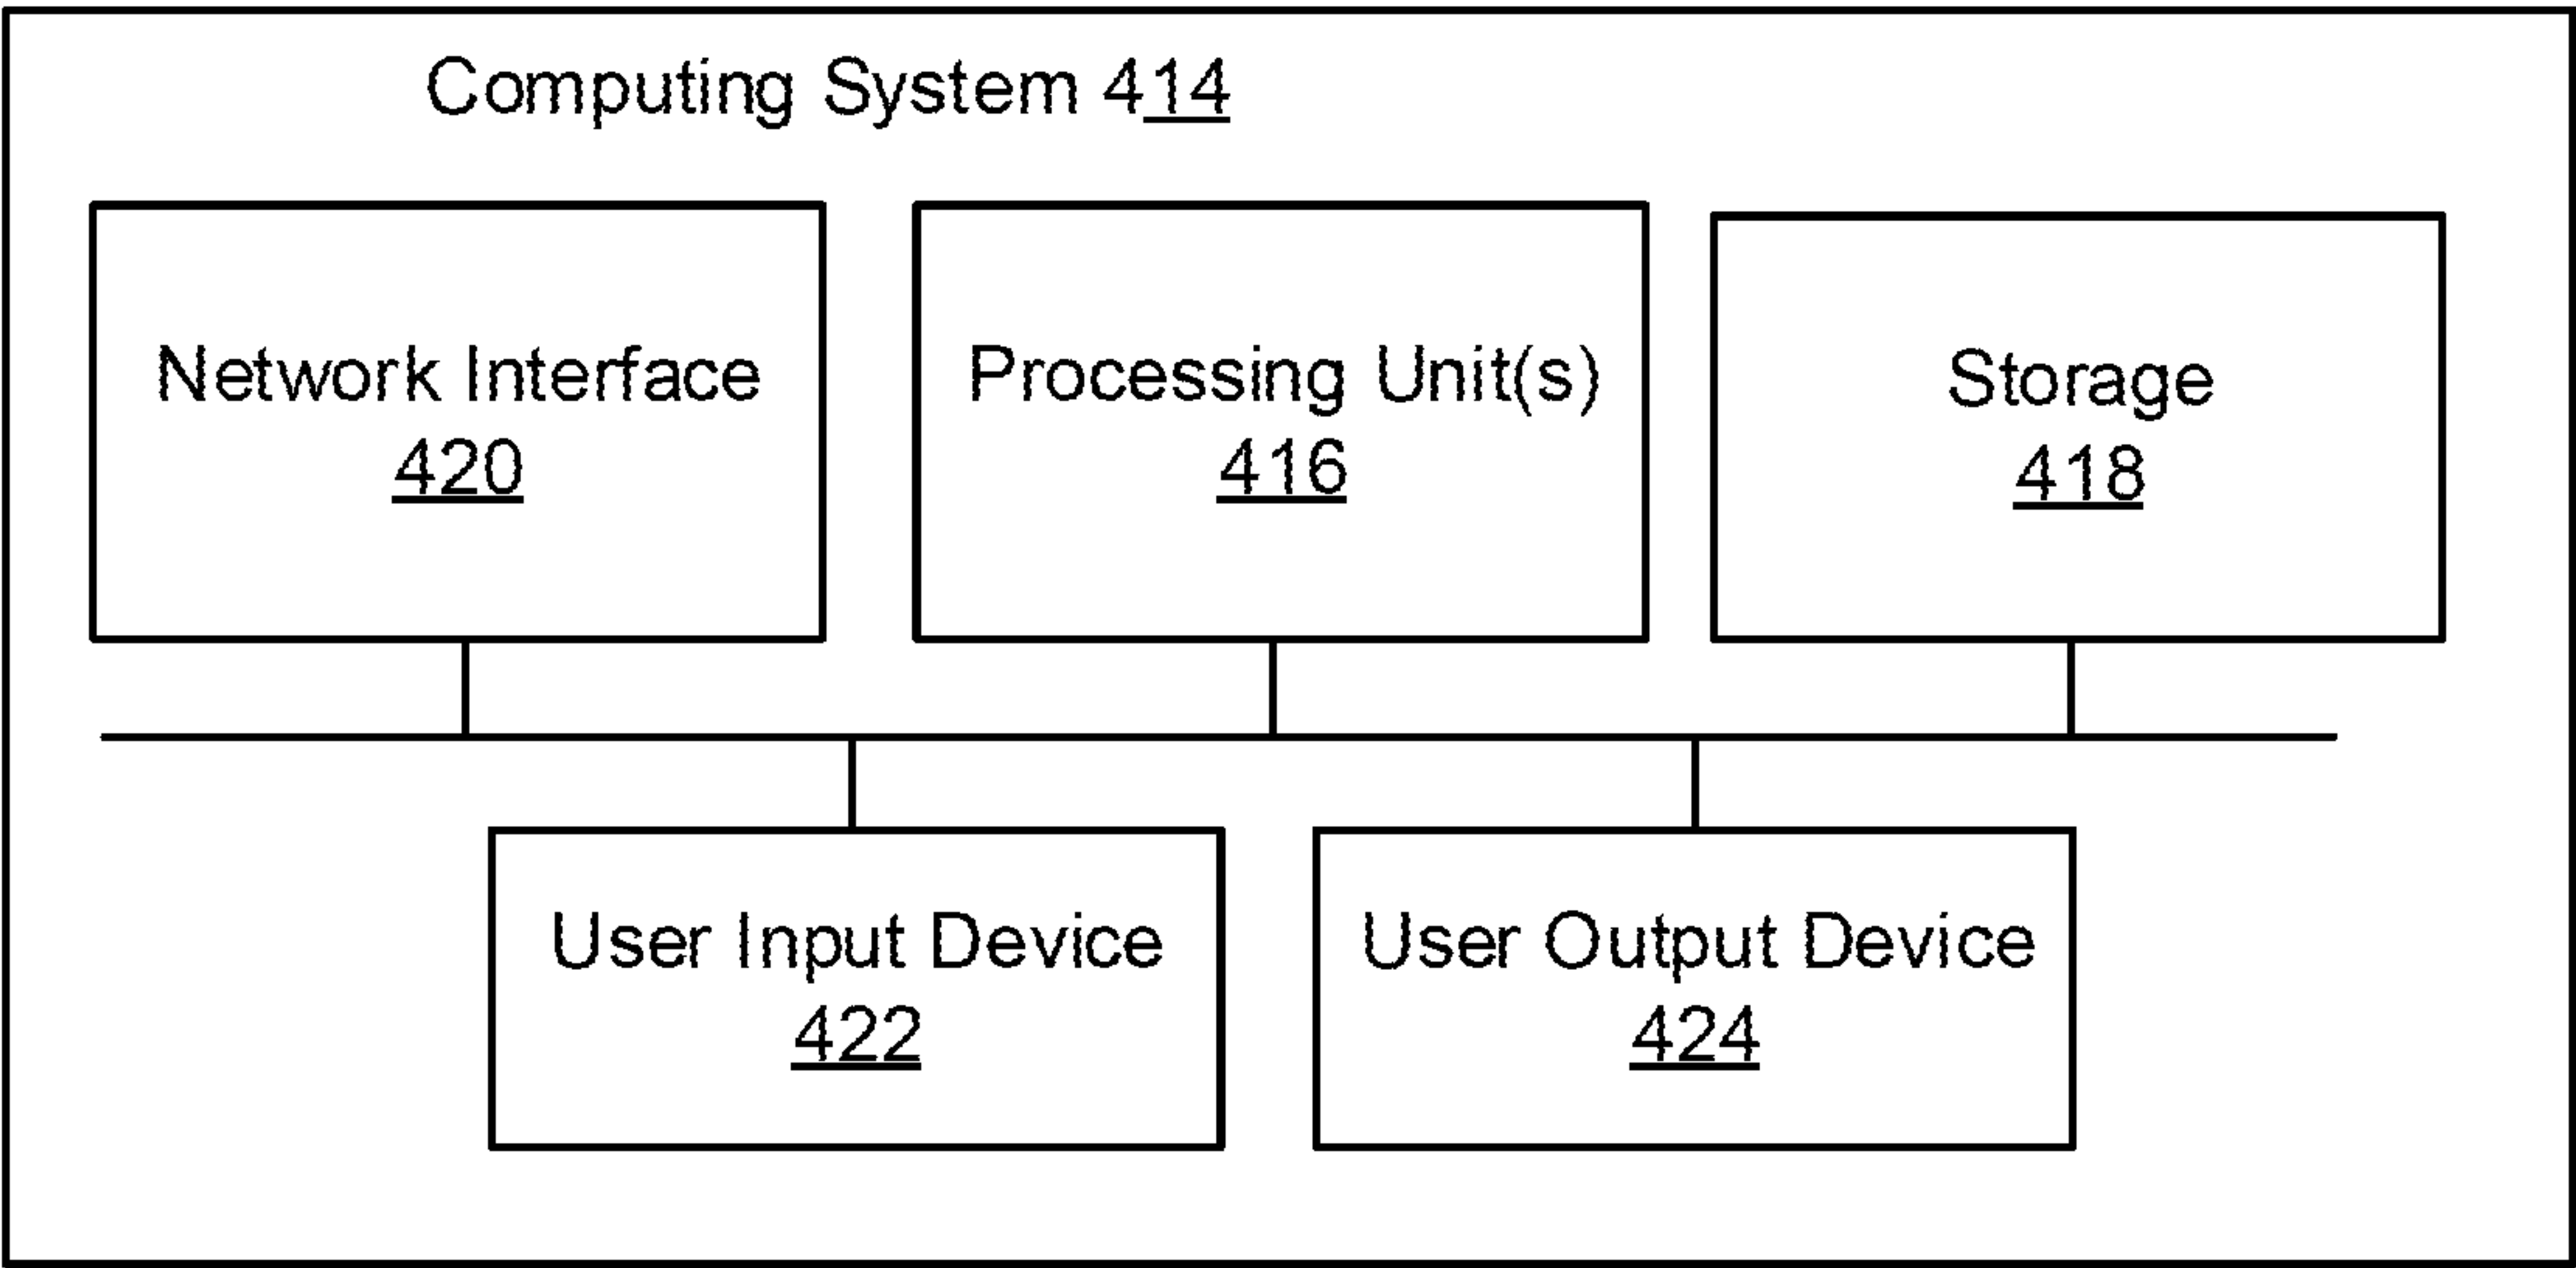 Computing System 414
Network Interface
420
Processing Unit(s)
416
Storage
418
User Input Device
422
User Output Device
424